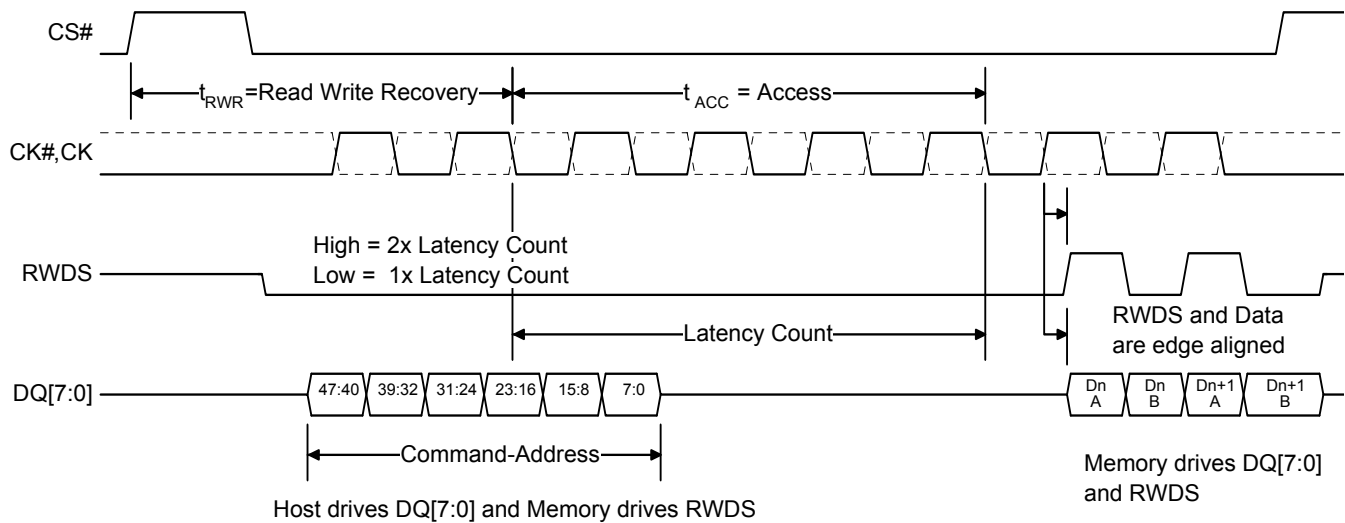 CS#
tRWR=Read Write Recovery
tACC = Access
CK#,CK
High = 2x Latency Count
Low = 1x Latency Count
RWDS
Latency Count
RWDS and Data
are edge aligned
DQ[7:0]
47:40
39:32
31:24
23:16
15:8
7:0
Dn
A
Dn
B
Dn+1
A
Dn+1
B
Command-Address
Memory drives DQ[7:0]
and RWDS
Host drives DQ[7:0] and Memory drives RWDS